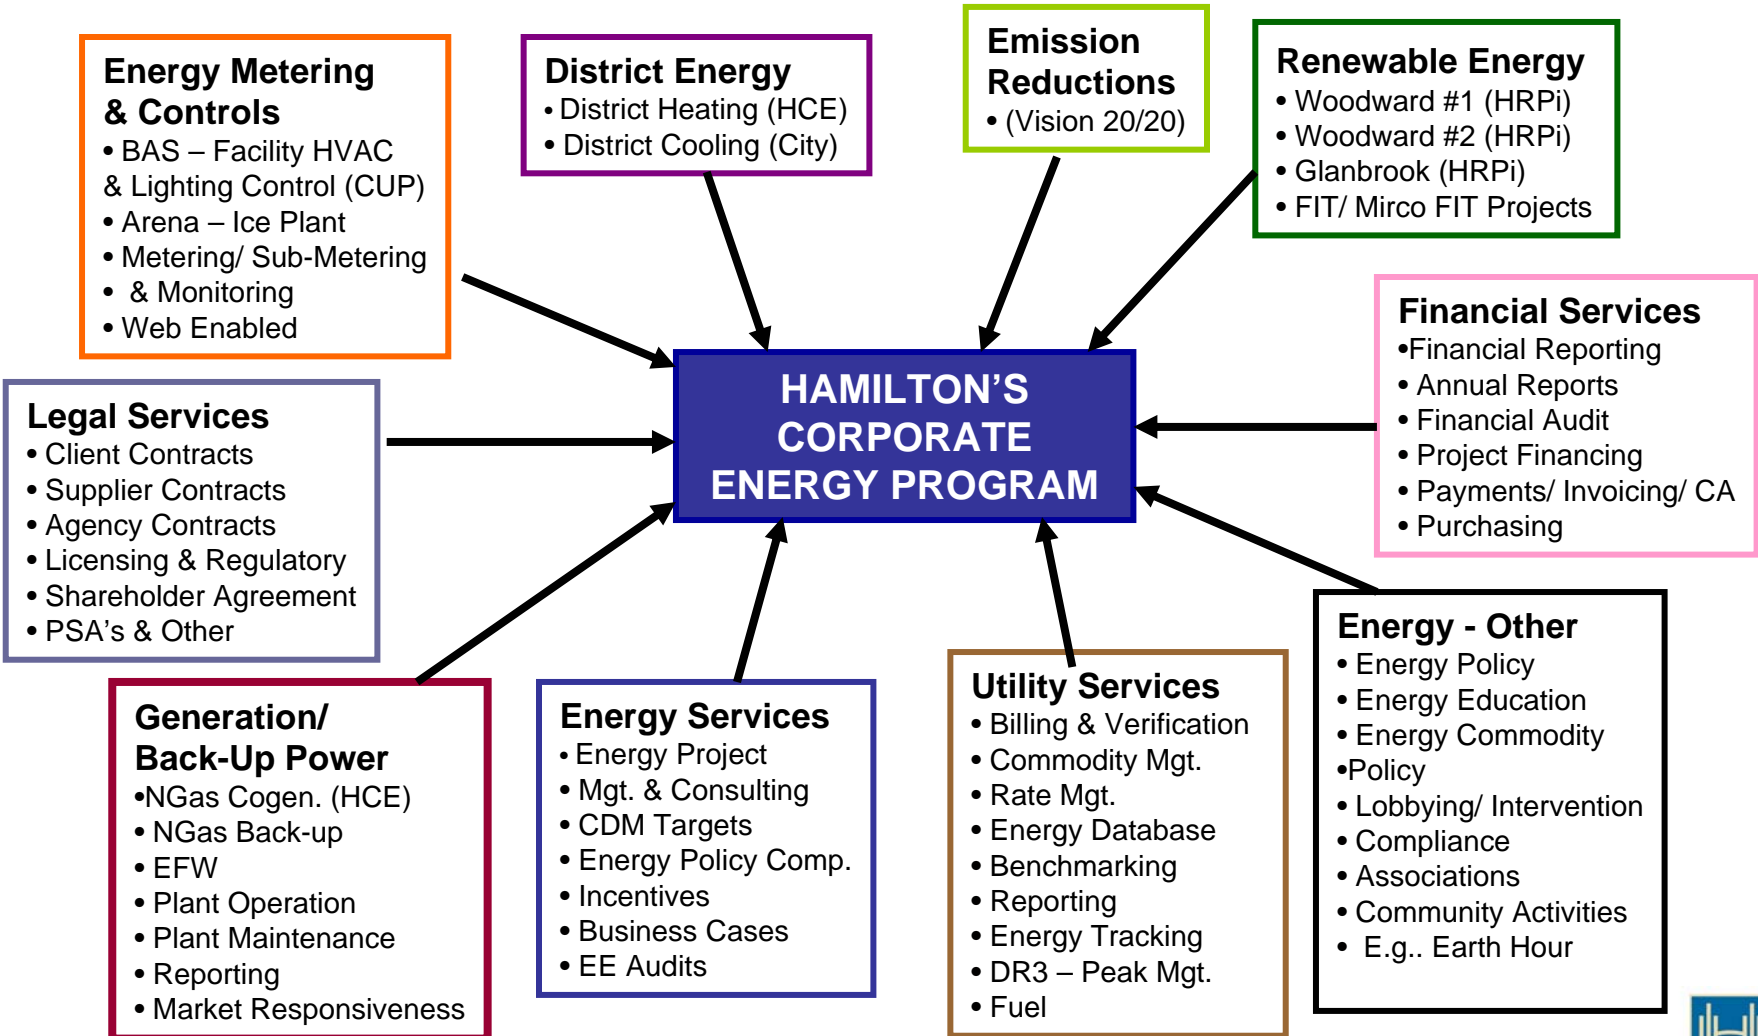 Energy Metering
& Controls
• BAS – Facility HVAC
& Lighting Control (CUP)
• Arena – Ice Plant
• Metering/ Sub-Metering
•  & Monitoring
• Web Enabled
District Energy
• District Heating (HCE)
• District Cooling (City)
Emission
Reductions
• (Vision 20/20)
Renewable Energy
• Woodward #1 (HRPi)
• Woodward #2 (HRPi)
• Glanbrook (HRPi)
• FIT/ Mirco FIT Projects
Financial Services
•Financial Reporting
• Annual Reports
• Financial Audit
• Project Financing
• Payments/ Invoicing/ CA
• Purchasing
HAMILTON'S
CORPORATE
ENERGY PROGRAM
Legal Services
• Client Contracts
• Supplier Contracts
• Agency Contracts
• Licensing & Regulatory
• Shareholder Agreement
• PSA's & Other
Generation/
Back-Up Power
•NGas Cogen. (HCE)
• NGas Back-up
• EFW
• Plant Operation
• Plant Maintenance
• Reporting
• Market Responsiveness
Energy Services
• Energy Project
• Mgt. & Consulting
• CDM Targets
• Energy Policy Comp.
• Incentives
• Business Cases
• EE Audits
Utility Services
• Billing & Verification
• Commodity Mgt.
• Rate Mgt.
• Energy Database
• Benchmarking
• Reporting
• Energy Tracking
• DR3 – Peak Mgt.
• Fuel
Energy - Other
• Energy Policy
• Energy Education
• Energy Commodity
•Policy
• Lobbying/ Intervention
• Compliance
• Associations
• Community Activities
•  E.g.. Earth Hour